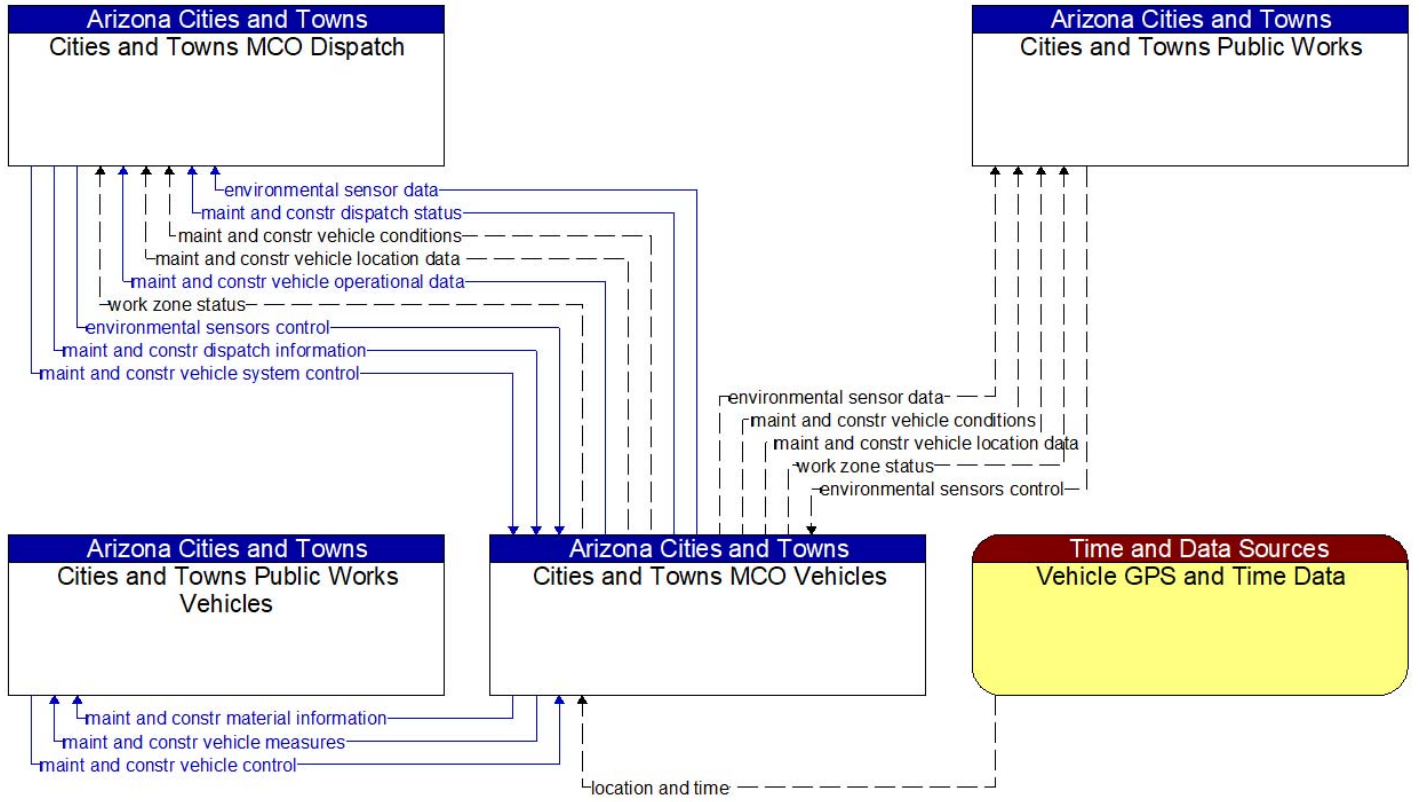 Arizona Cities and Towns
Cities and Towns MCO Dispatch
Arizona Cities and Towns
Cities and Towns Public Works
environmental sensor data
maint and constr dispatch status
maint and constr vehicle conditions
maint and constr vehicle location data
maint and constr vehicle operational data
work zone status
environmental sensors control
maint and constr dispatch information
maint and constr vehicle system control
environmental sensor data
maint and constr vehicle conditions
maint and constr vehicle location data
work zone status
environmental sensors control
Arizona Cities and Towns
Cities and Towns Public Works
Vehicles
Arizona Cities and Towns
Cities and Towns MCO Vehicles
Time and Data Sources
Vehicle GPS and Time Data
maint and constr material information
maint and constr vehicle measures
maint and constr vehicle control
location and time